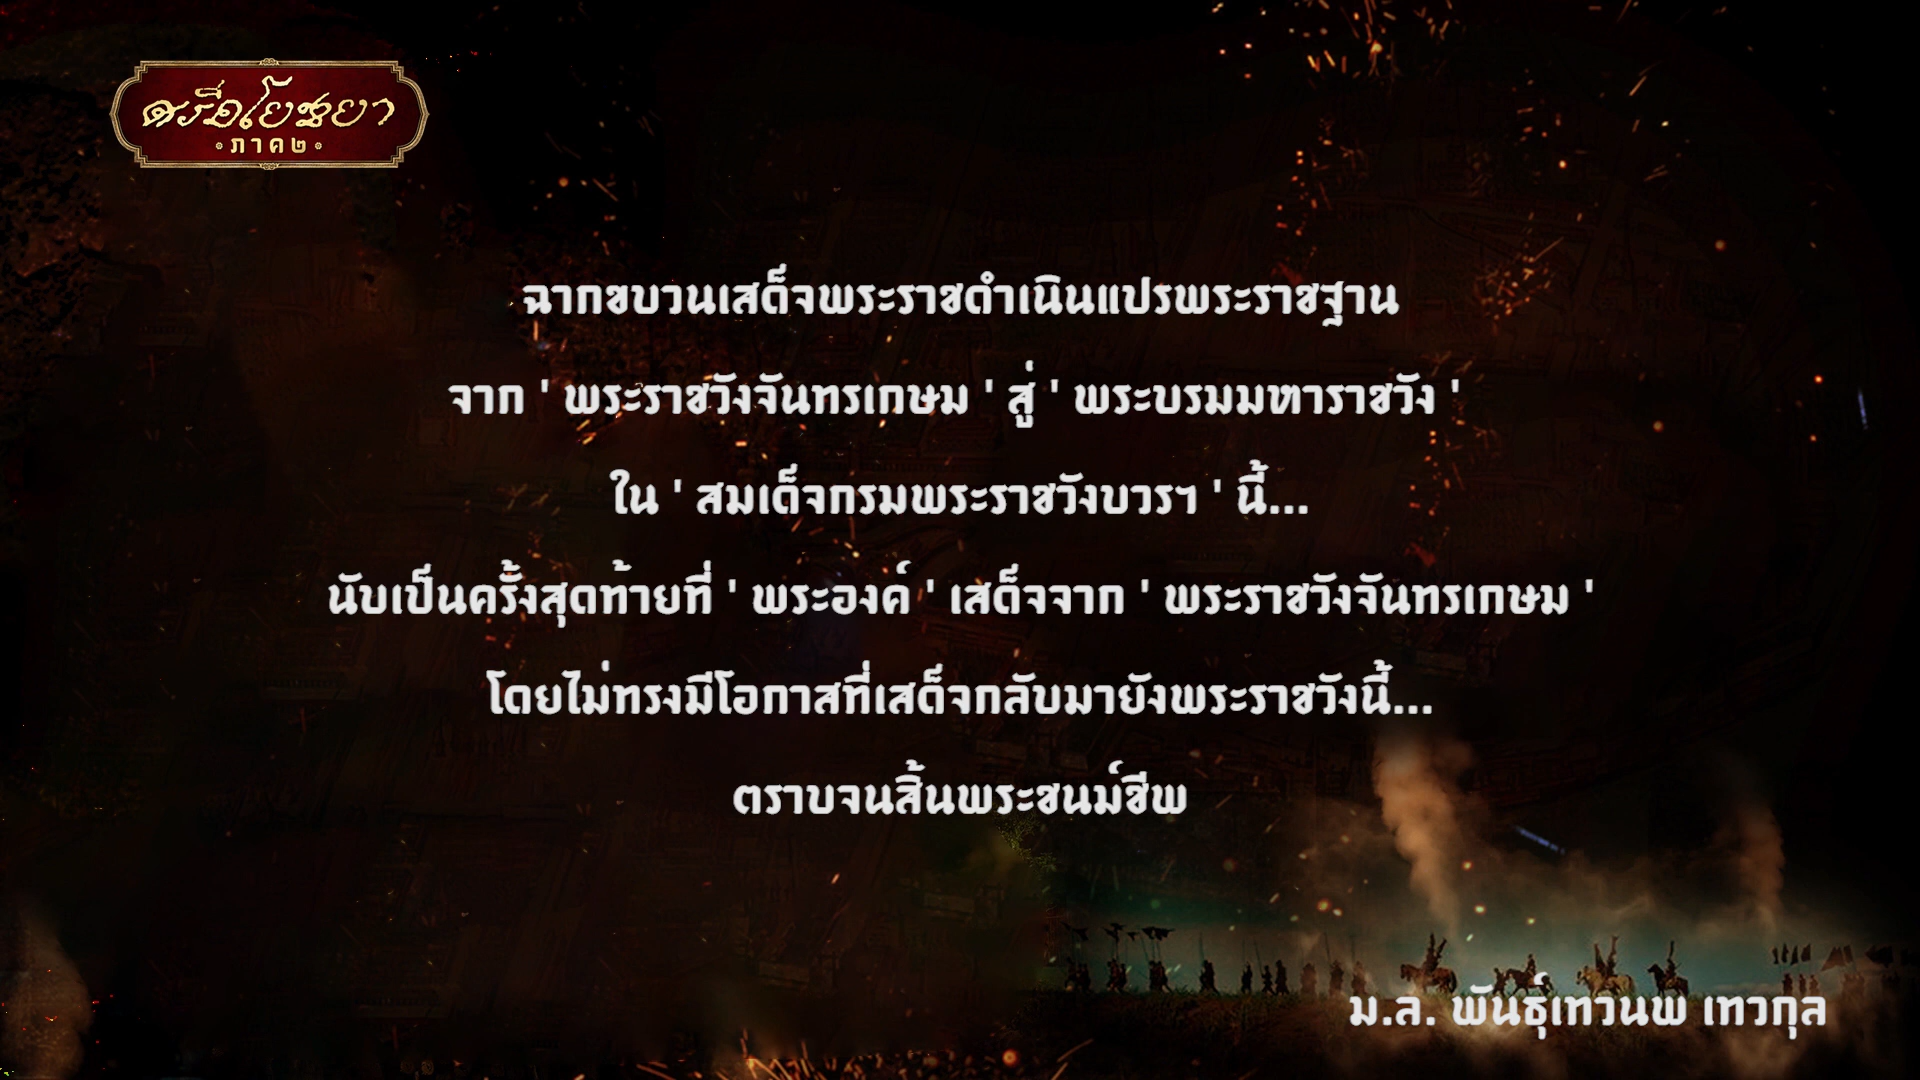 ศรีอโยธยา
ภาค๒
ฉากขบวนเสด็จพระราชดำเนินแปรพระราชฐาน
จาก ' พระราชวังจันทรเกษม ' สู่ ' พระบรมมหาราชวัง '
ใน ' สมเด็จกรมพระราชวังบวรฯ ' นี้...
นับเป็นครั้งสุดท้ายที่ ' พระองค์ ' เสด็จจาก ' พระราชวังจันทรเกษม '
โดยไม่ทรงมีโอกาสที่เสด็จกลับมายังพระราชวังนี้...
ตราบจนสิ้นพระชนม์ชีพ
ม.ล. พันธุ์เทวนพ เทวกุล